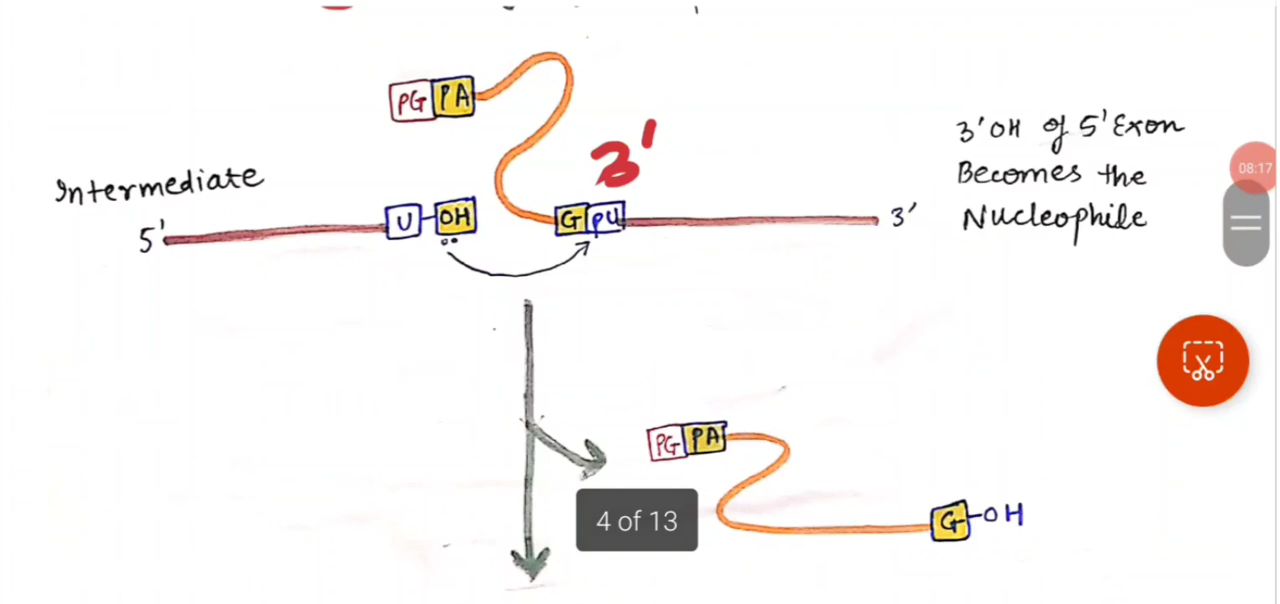 PG PA
3'
3'OH of 5'Exon
Becomes the
Nucleophile
08:17
Intermediate
5'
U-OH
G PU
3'
PG PA
4 of 13
G-OH